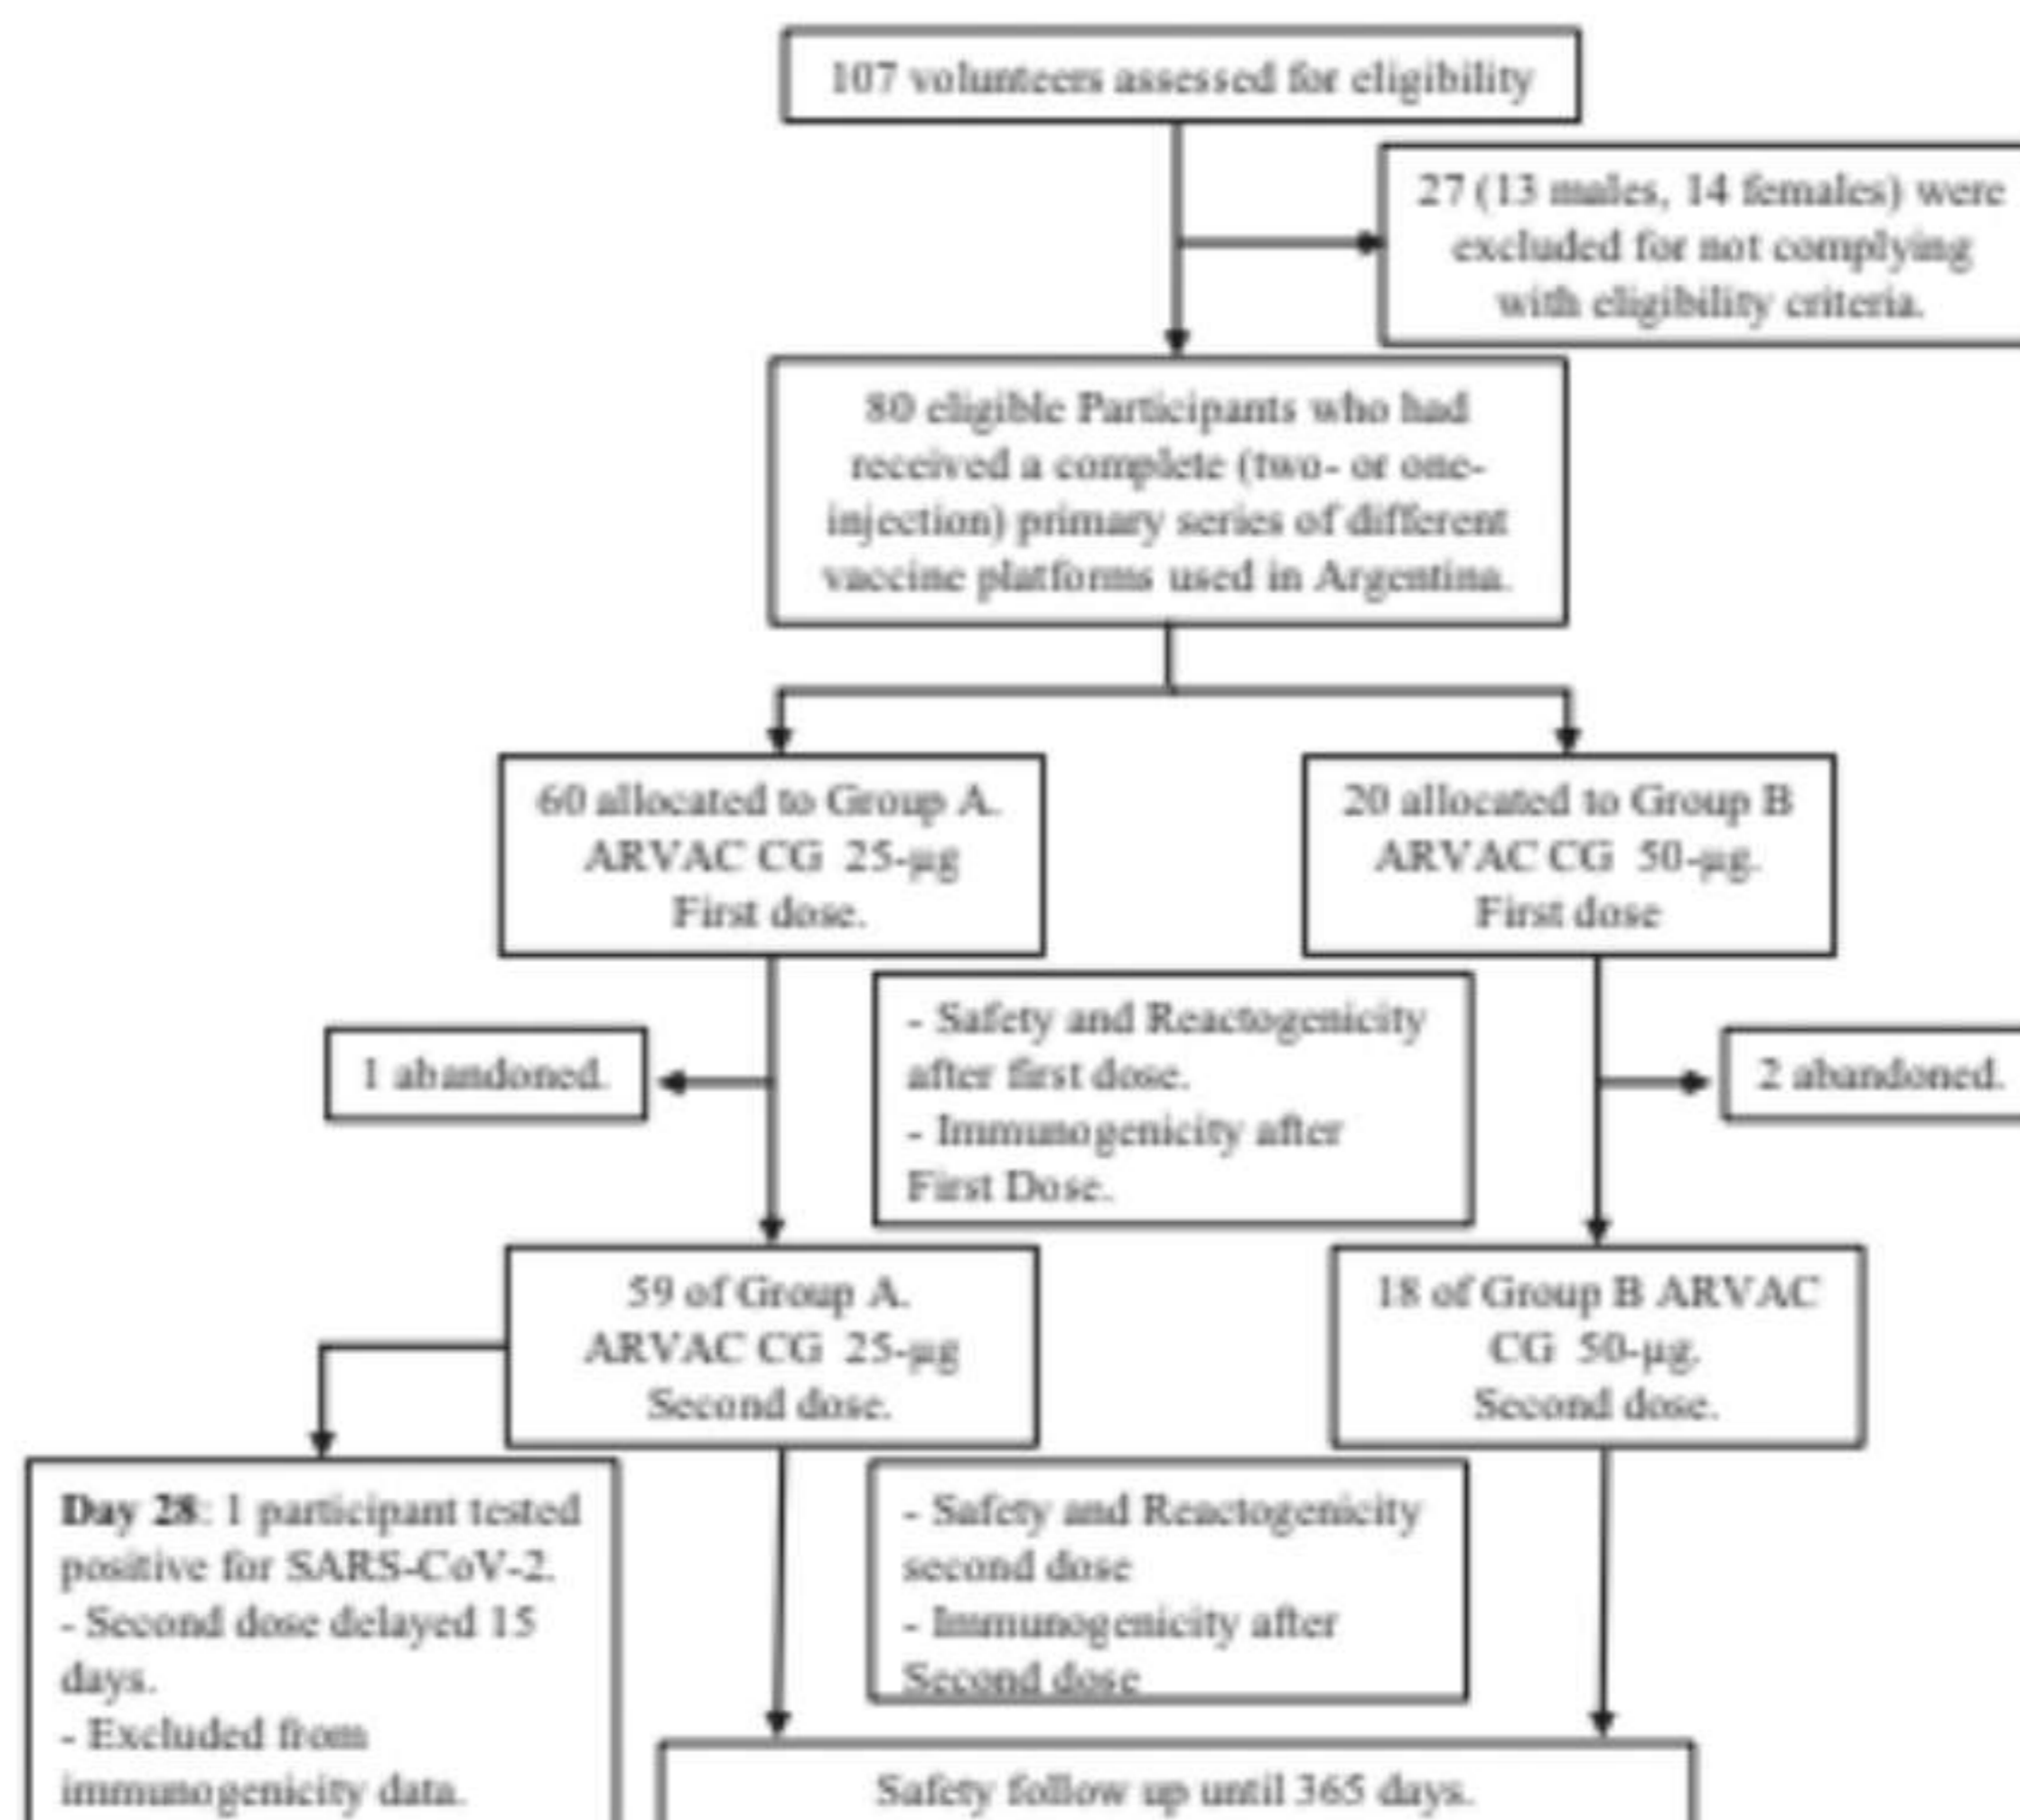 107 volunteers assessed for eligibility
27 (13 males, 14 females) were
excluded for not complying
with eligibility criteria.
80 eligible Participants who had
received a complete (two- or one-
injection) primary series of different
vaccine platforms used in Argentina.
60 allocated to Group A.
ARVAC CG 25-µg
First dose.
20 allocated to Group B
ARVAC CG 50-µg.
First dose
1 abandoned.
- Safety and Reactogenicity
after first dose.
- Immunogenicity after
First Dose.
2 abandoned.
59 of Group A.
ARVAC CG 25-µg
Second dose.
18 of Group B ARVAC
CG 50-µg.
Second dose.
Day 28: 1 participant tested
positive for SARS-CoV-2.
- Second dose delayed 15
days.
- Excluded from
immunogenicity data.
- Safety and Reactogenicity
second dose
- Immunogenicity after
Second dose
Safety follow up until 365 days.